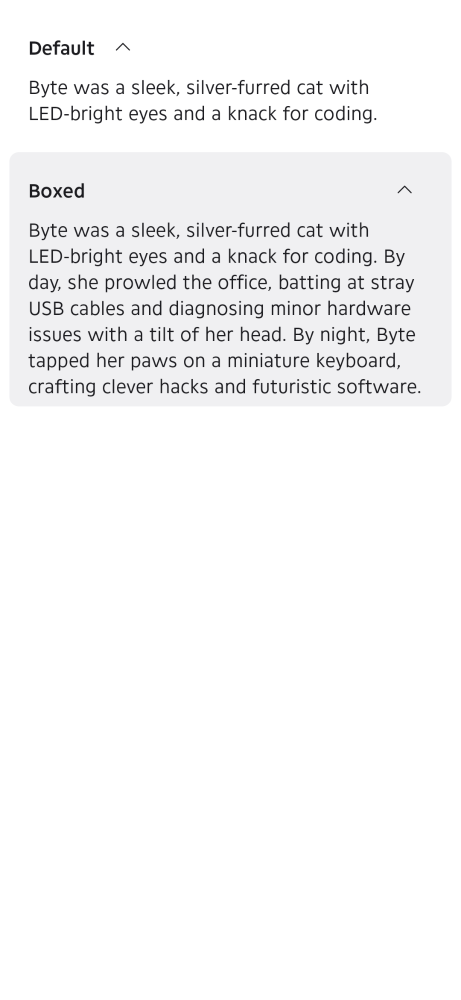 Default
Byte was a sleek, silver-furred cat with
LED-bright eyes and a knack for coding.
Boxed
Byte was a sleek, silver-furred cat with
LED-bright eyes and a knack for coding. By
day, she prowled the office, batting at stray
USB cables and diagnosing minor hardware
issues with a tilt of her head. By night, Byte
tapped her paws on a miniature keyboard,
crafting clever hacks and futuristic software.